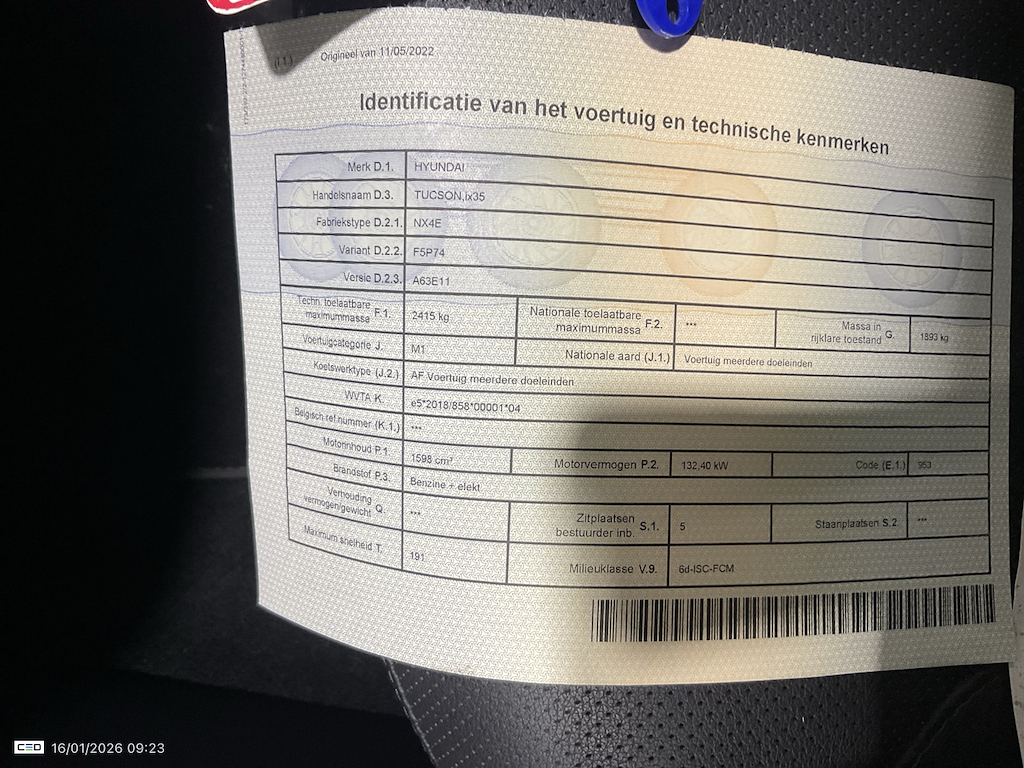 (I.1.)
Origineel van 11/05/2022
Identificatie van het voertuig en technische kenmerken
Merk D.1. HYUNDAI
Handelsnaam D.3. TUCSON,ix35
Fabriekstype D.2.1. NX4E
Variant D.2.2. F5P74
Versie D.2.3. A63E11
Techn. toelaatbare maximummassa F.1. 2415 kg Nationale toelaatbare maximummassa F.2. *** Massa in rijklare toestand G. 1893 kg
Voertuigcategorie J. M1 Nationale aard (J.1.) Voertuig meerdere doeleinden
Koetswerktype (J.2.) AF Voertuig meerdere doeleinden
WVTA K. e5*2018/858*00001*04
Belgisch ref.nummer (K.1.) ***
Motorinhoud P.1. 1598 cm³ Motorvermogen P.2. 132,40 kW Code (E.1.) 953
Brandstof P.3. Benzine + elekt
Verhouding vermogen/gewicht Q. *** Zitplaatsen bestuurder inb. S.1. 5 Staanplaatsen S.2. ***
Maximum snelheid T. 191 Milieuklasse V.9. 6d-ISC-FCM
CED 16/01/2026 09:23